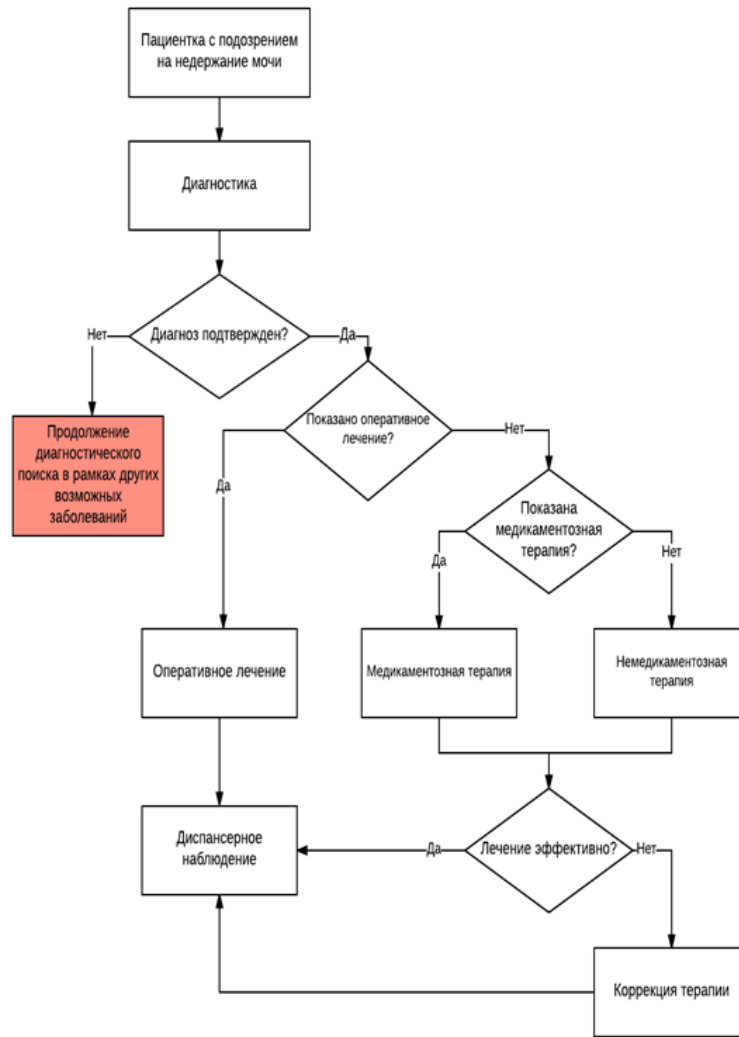 Пациентка с подозрением
на недержание мочи
Диагностика
Диагноз подтвержден?
Нет
Да
Продолжение
диагностического
поиска в рамках других
возможных
заболеваний
Показано оперативное
лечение?
Да
Нет
Показана
медикаментозная
терапия?
Да
Нет
Оперативное лечение
Медикаментозная терапия
Немедикаментозная
терапия
Диспансерное
наблюдение
Лечение эффективно?
Да
Нет
Коррекция терапии